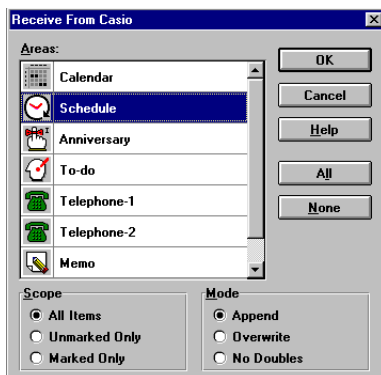 Receive From Casio
Areas:
Calendar
Schedule
Anniversary
To-do
Telephone-1
Telephone-2
Memo
OK
Cancel
Help
All
None
Scope
All Items
Unmarked Only
Marked Only
Mode
Append
Overwrite
No Doubles